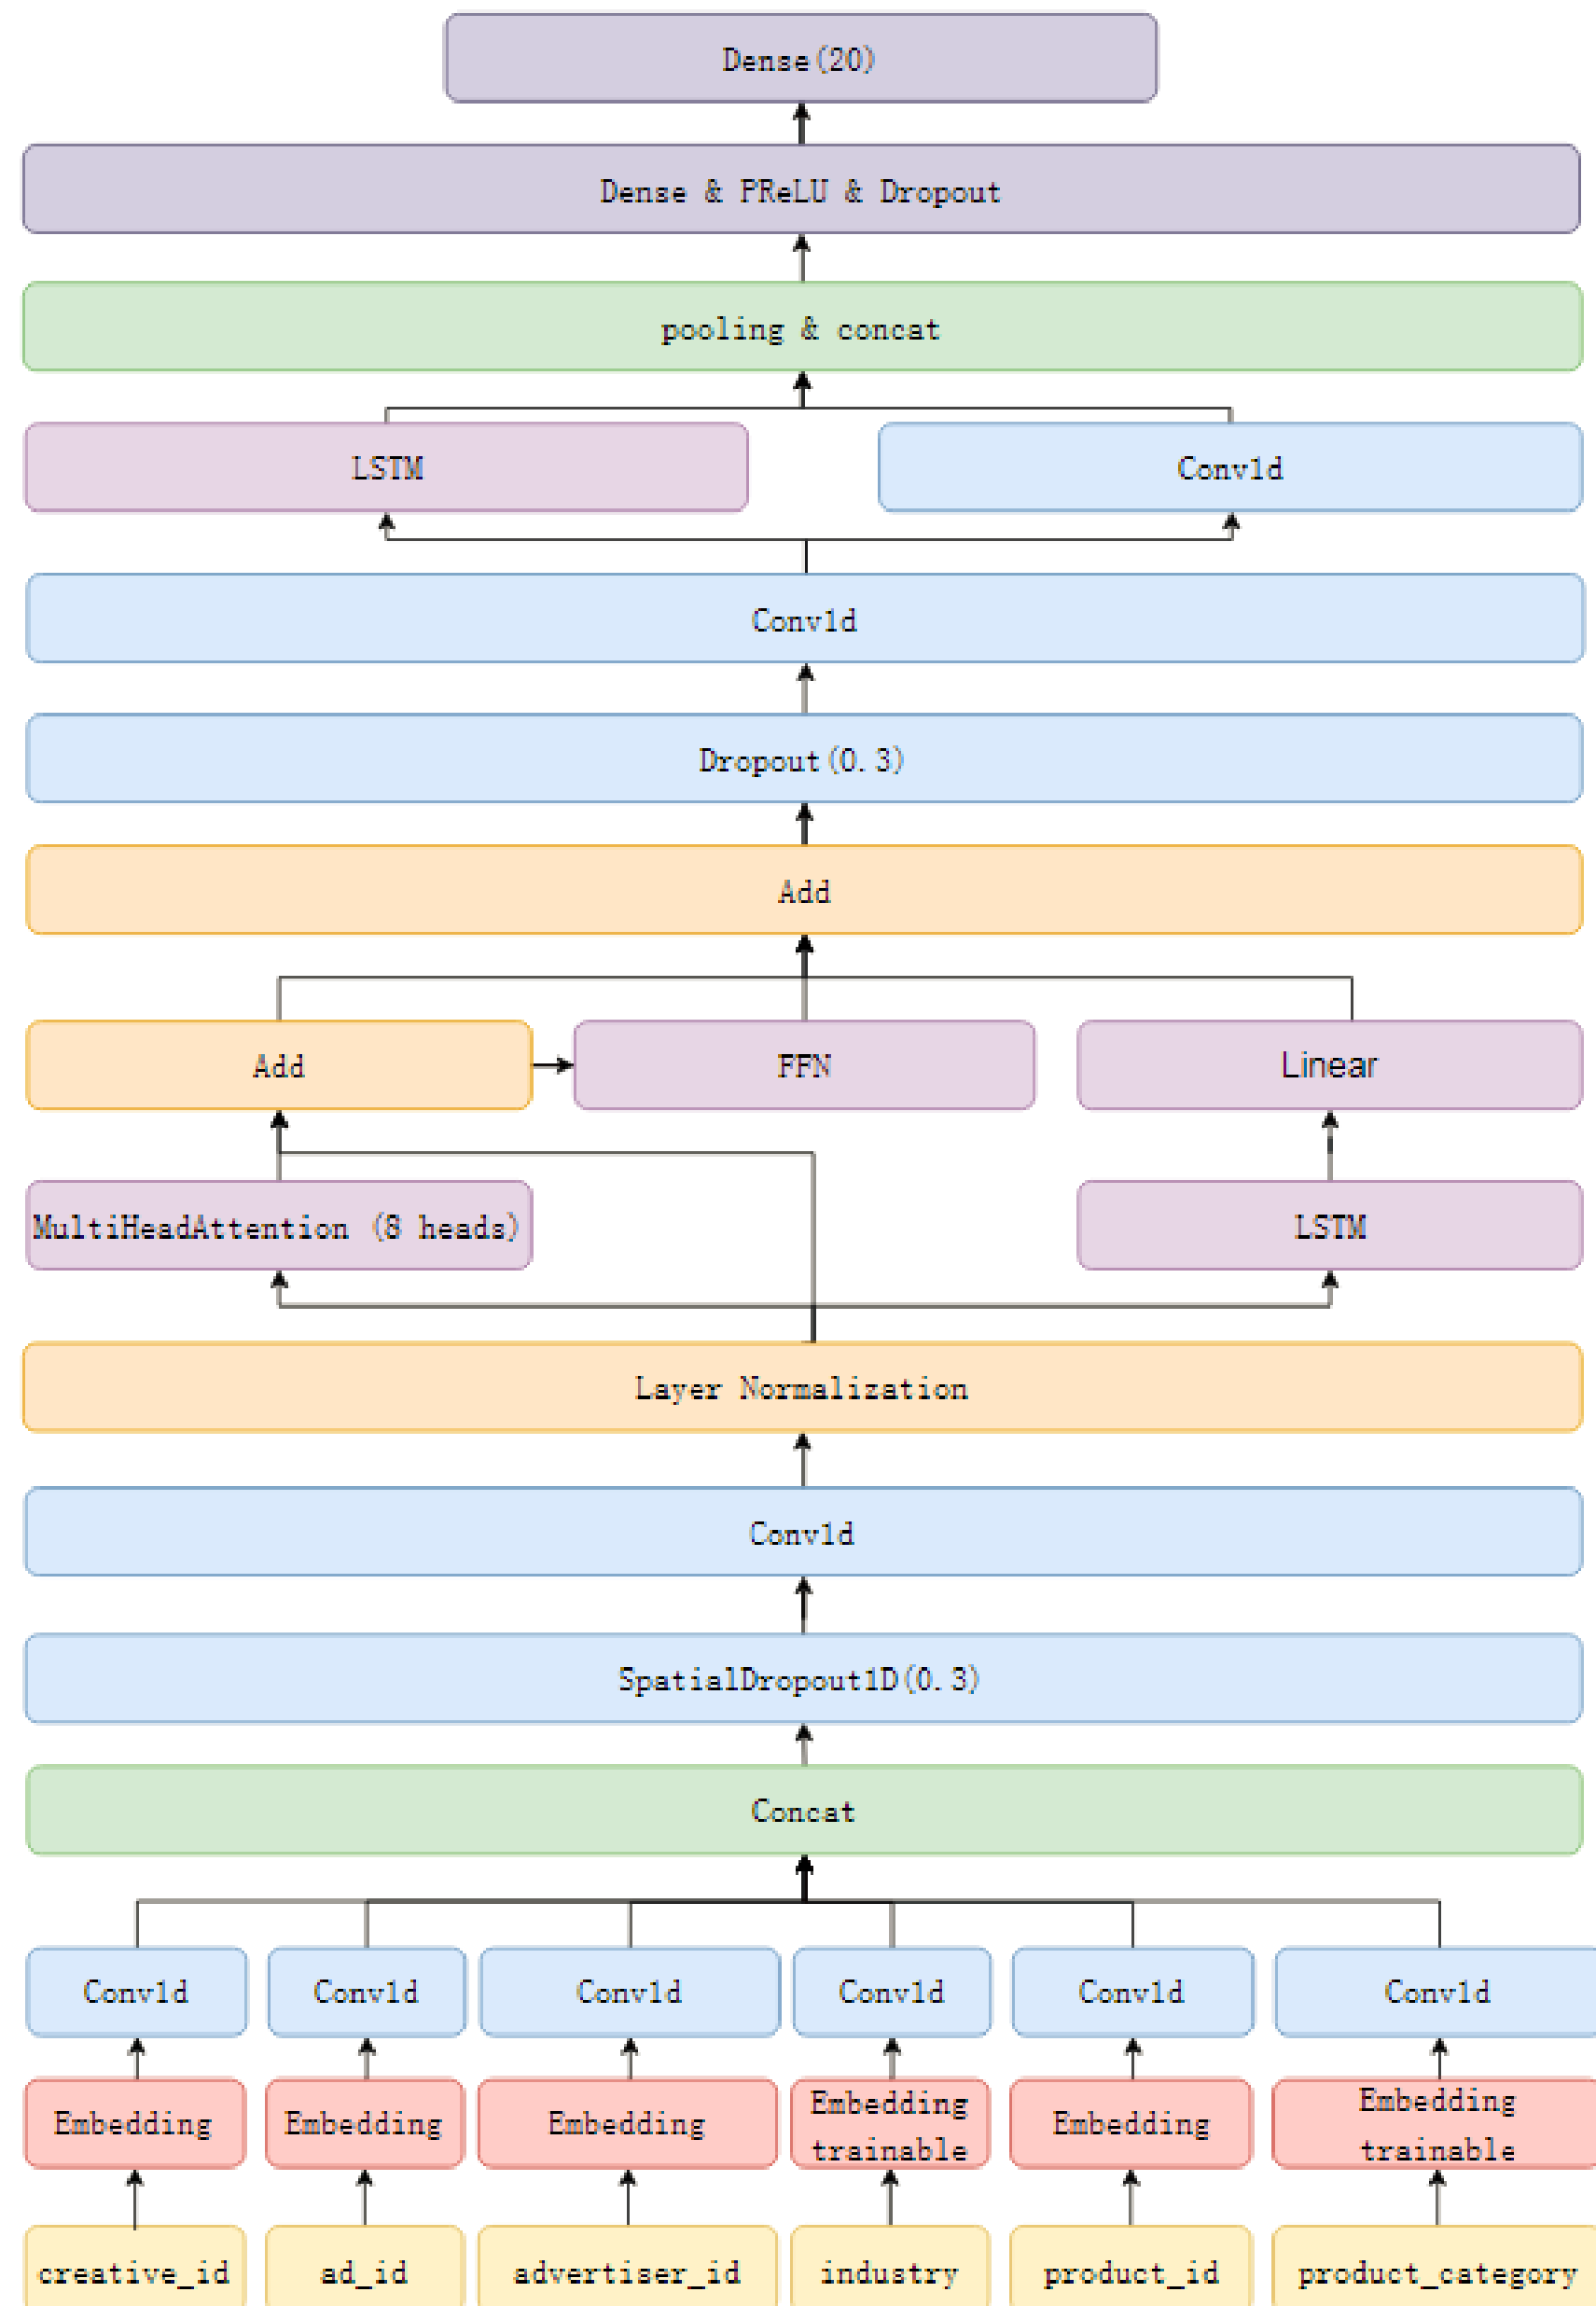 Dense(20)
Dense & PReLU & Dropout
pooling & concat
LSTM
Conv1d
Conv1d
Dropout(0.3)
Add
Add
FFN
Linear
MultiHeadAttention (8 heads)
LSTM
Layer Normalization
Conv1d
SpatialDropout1D(0.3)
Concat
Conv1d
Conv1d
Conv1d
Conv1d
Conv1d
Conv1d
Embedding
Embedding
Embedding
Embedding
trainable
Embedding
Embedding
trainable
creative_id
ad_id
advertiser_id
industry
product_id
product_category